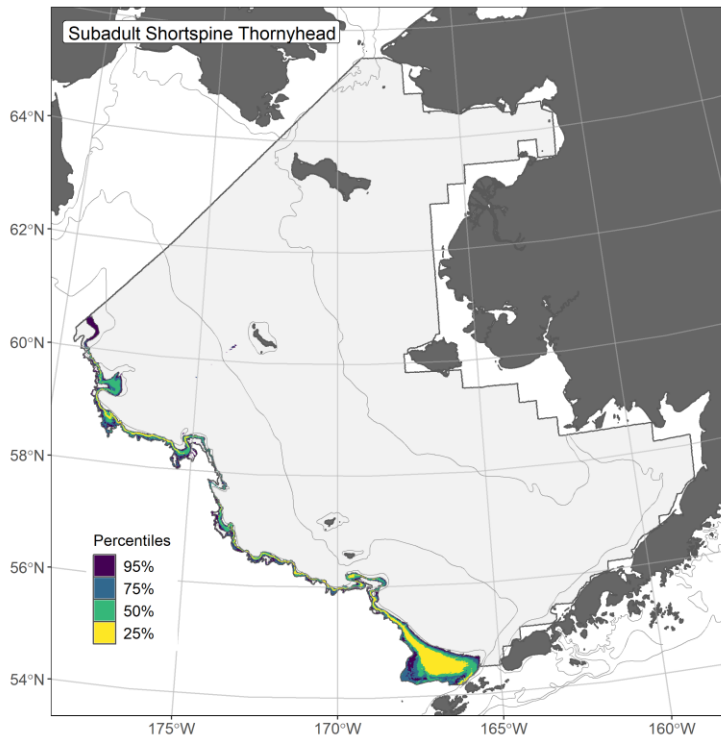 Subadult Shortspine Thornyhead
64°N
62°N
60°N
58°N
56°N
54°N
Percentiles
95%
75%
50%
25%
175°W
170°W
165°W
160°W